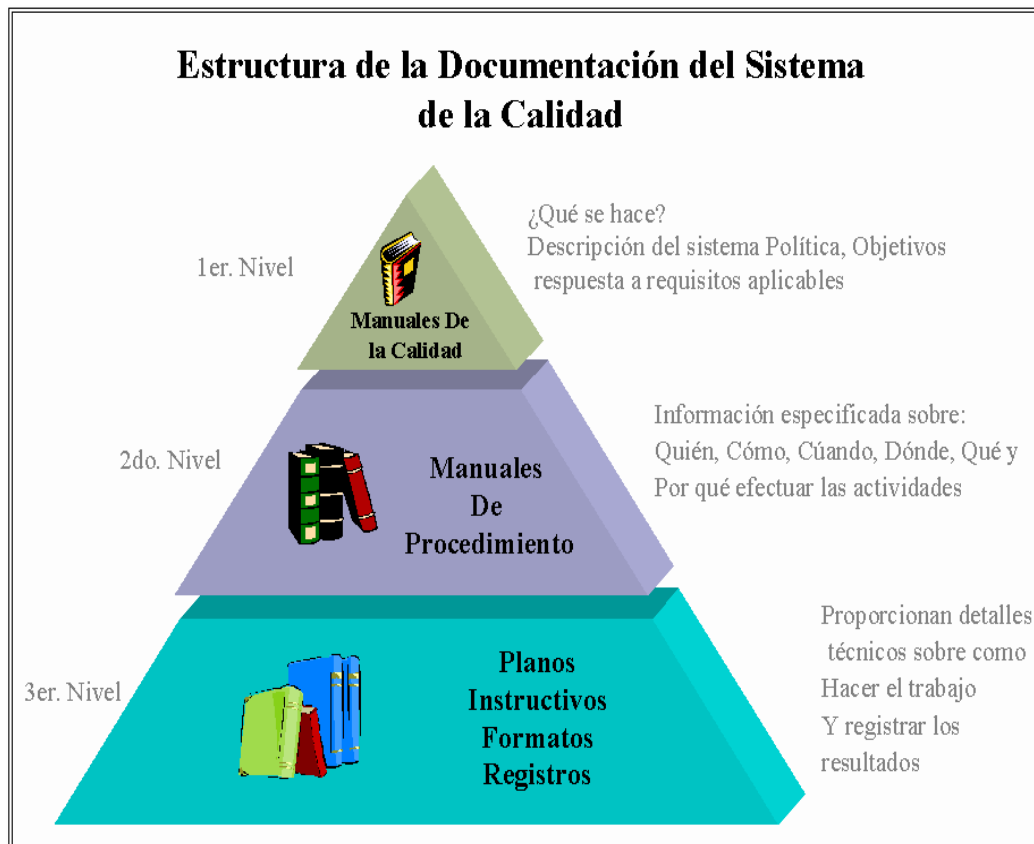 Estructura de la Documentación del Sistema
de la Calidad
1er. Nivel
Manuales De
la Calidad
¿Qué se hace?
Descripción del sistema Política, Objetivos
respuesta a requisitos aplicables
2do. Nivel
Manuales
De
Procedimiento
Información especificada sobre:
Quién, Cómo, Cúando, Dónde, Qué y
Por qué efectuar las actividades
3er. Nivel
Planos
Instructivos
Formatos
Registros
Proporcionan detalles
técnicos sobre como
Hacer el trabajo
Y registrar los
resultados